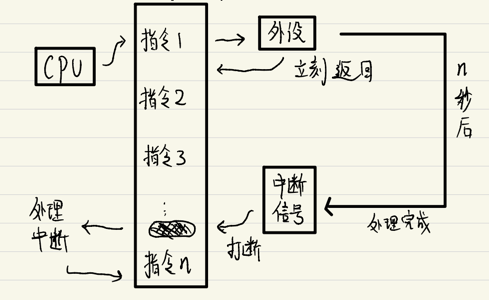 CPU
指令1
外设
立刻返回
n
秒
后
指令2
指令3
⋮
中断
信号
处理完成
打断
处理
中断
指令n